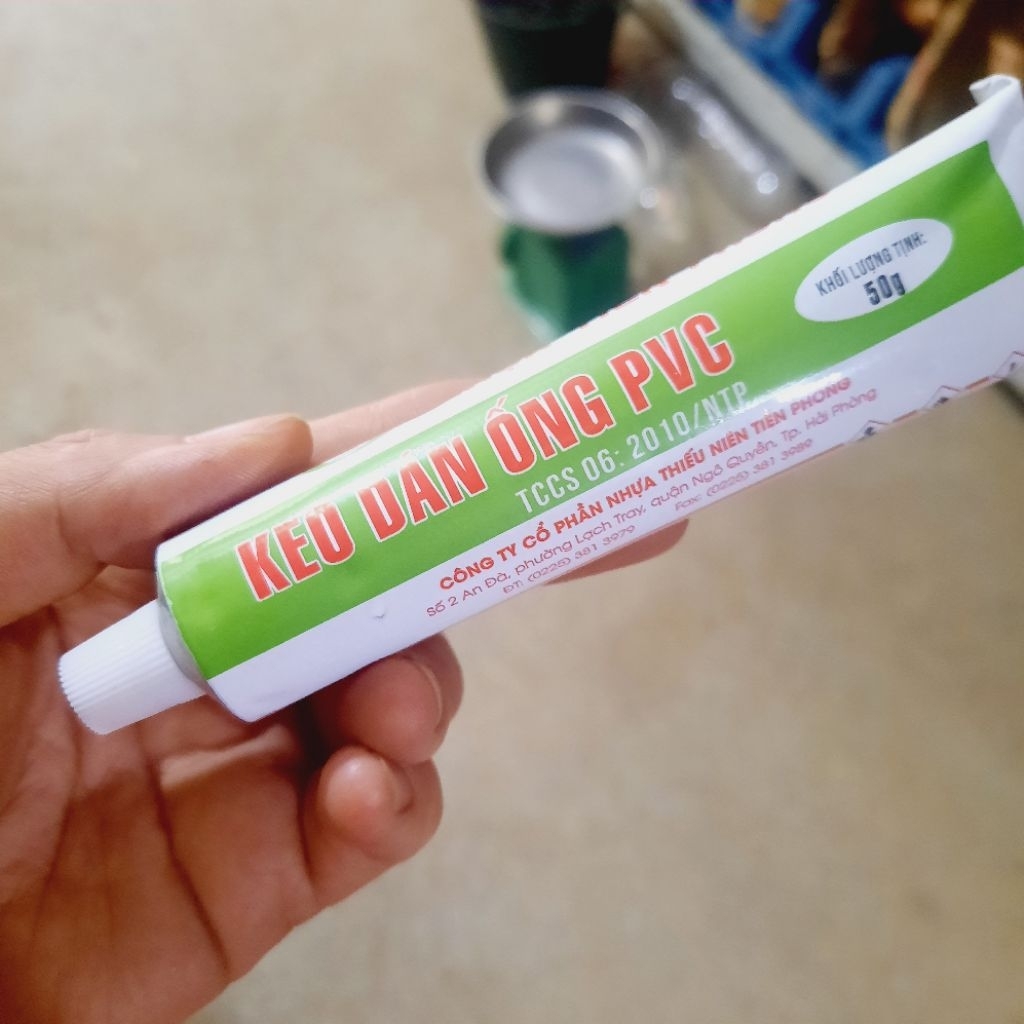 KEO DÁN ỐNG PVC
TCCS 06: 2010/NTP
KHỐI LƯỢNG TỊNH:
50g
CÔNG TY CỔ PHẦN NHỰA THIẾU NIÊN TIỀN PHONG
Số 2 An Đà, phường Lạch Tray, quận Ngô Quyền, Tp. Hải Phòng
ĐT: (0225) 381 3979 Fax: (0225) 381 3989